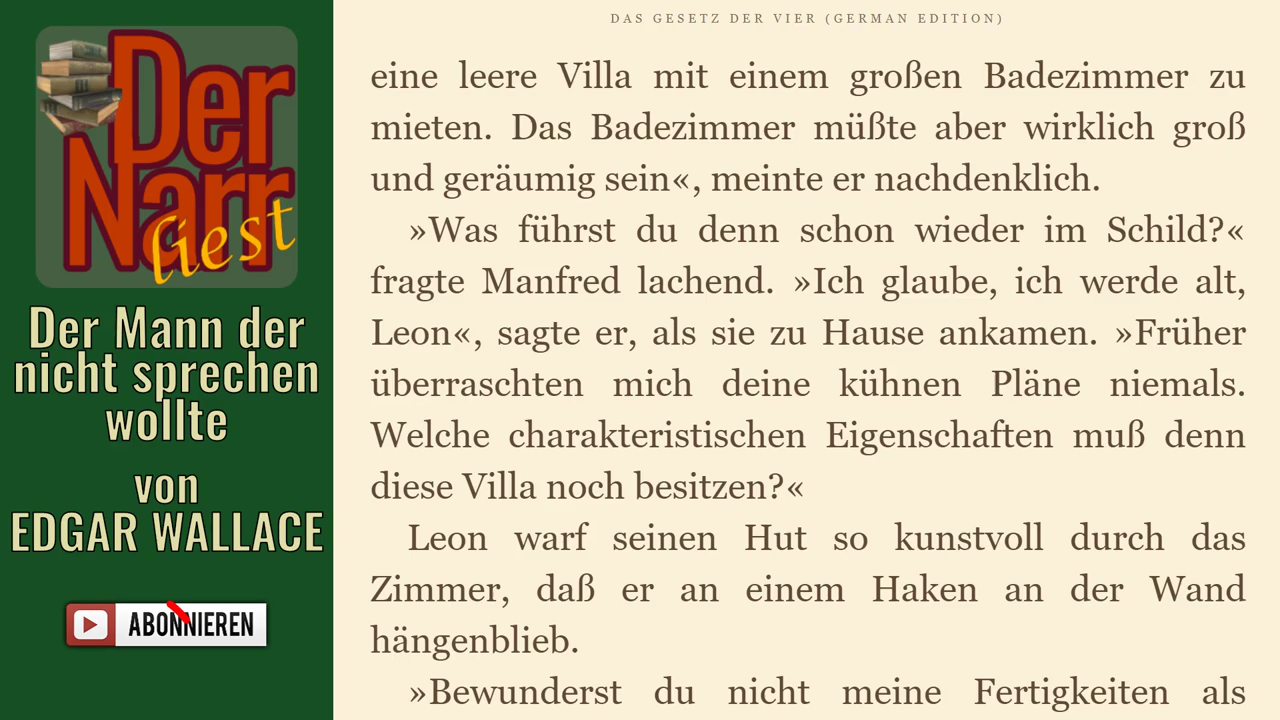 Der
Narr
liest
Der Mann der
nicht sprechen
wollte
von
EDGAR WALLACE
ABONNIEREN
DAS GESETZ DER VIER (GERMAN EDITION)
eine leere Villa mit einem großen Badezimmer zu
mieten. Das Badezimmer müßte aber wirklich groß
und geräumig sein«, meinte er nachdenklich.
»Was führst du denn schon wieder im Schild?«
fragte Manfred lachend. »Ich glaube, ich werde alt,
Leon«, sagte er, als sie zu Hause ankamen. »Früher
überraschten mich deine kühnen Pläne niemals.
Welche charakteristischen Eigenschaften muß denn
diese Villa noch besitzen?«
Leon warf seinen Hut so kunstvoll durch das
Zimmer, daß er an einem Haken an der Wand
hängenblieb.
»Bewunderst du nicht meine Fertigkeiten als